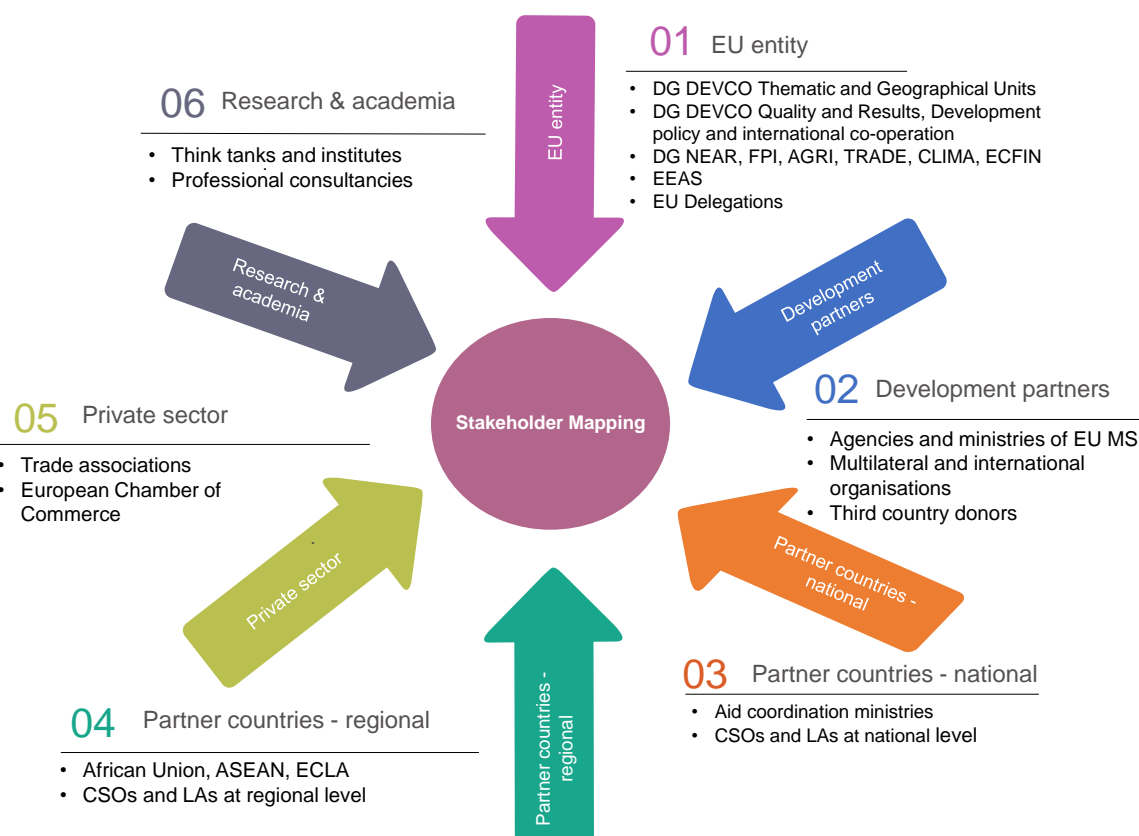 01 EU entity
• DG DEVCO Thematic and Geographical Units
• DG DEVCO Quality and Results, Development
policy and international co-operation
• DG NEAR, FPI, AGRI, TRADE, CLIMA, ECFIN
• EEAS
• EU Delegations
06 Research & academia
• Think tanks and institutes
• Professional consultancies
EU entity
Research &
academia
Development
partners
02 Development partners
• Agencies and ministries of EU MS
• Multilateral and international
organisations
• Third country donors
05 Private sector
• Trade associations
• European Chamber of
Commerce
Stakeholder Mapping
Private sector
Partner countries -
national
Partner countries -
regional
03 Partner countries - national
• Aid coordination ministries
• CSOs and LAs at national level
04 Partner countries - regional
• African Union, ASEAN, ECLA
• CSOs and LAs at regional level